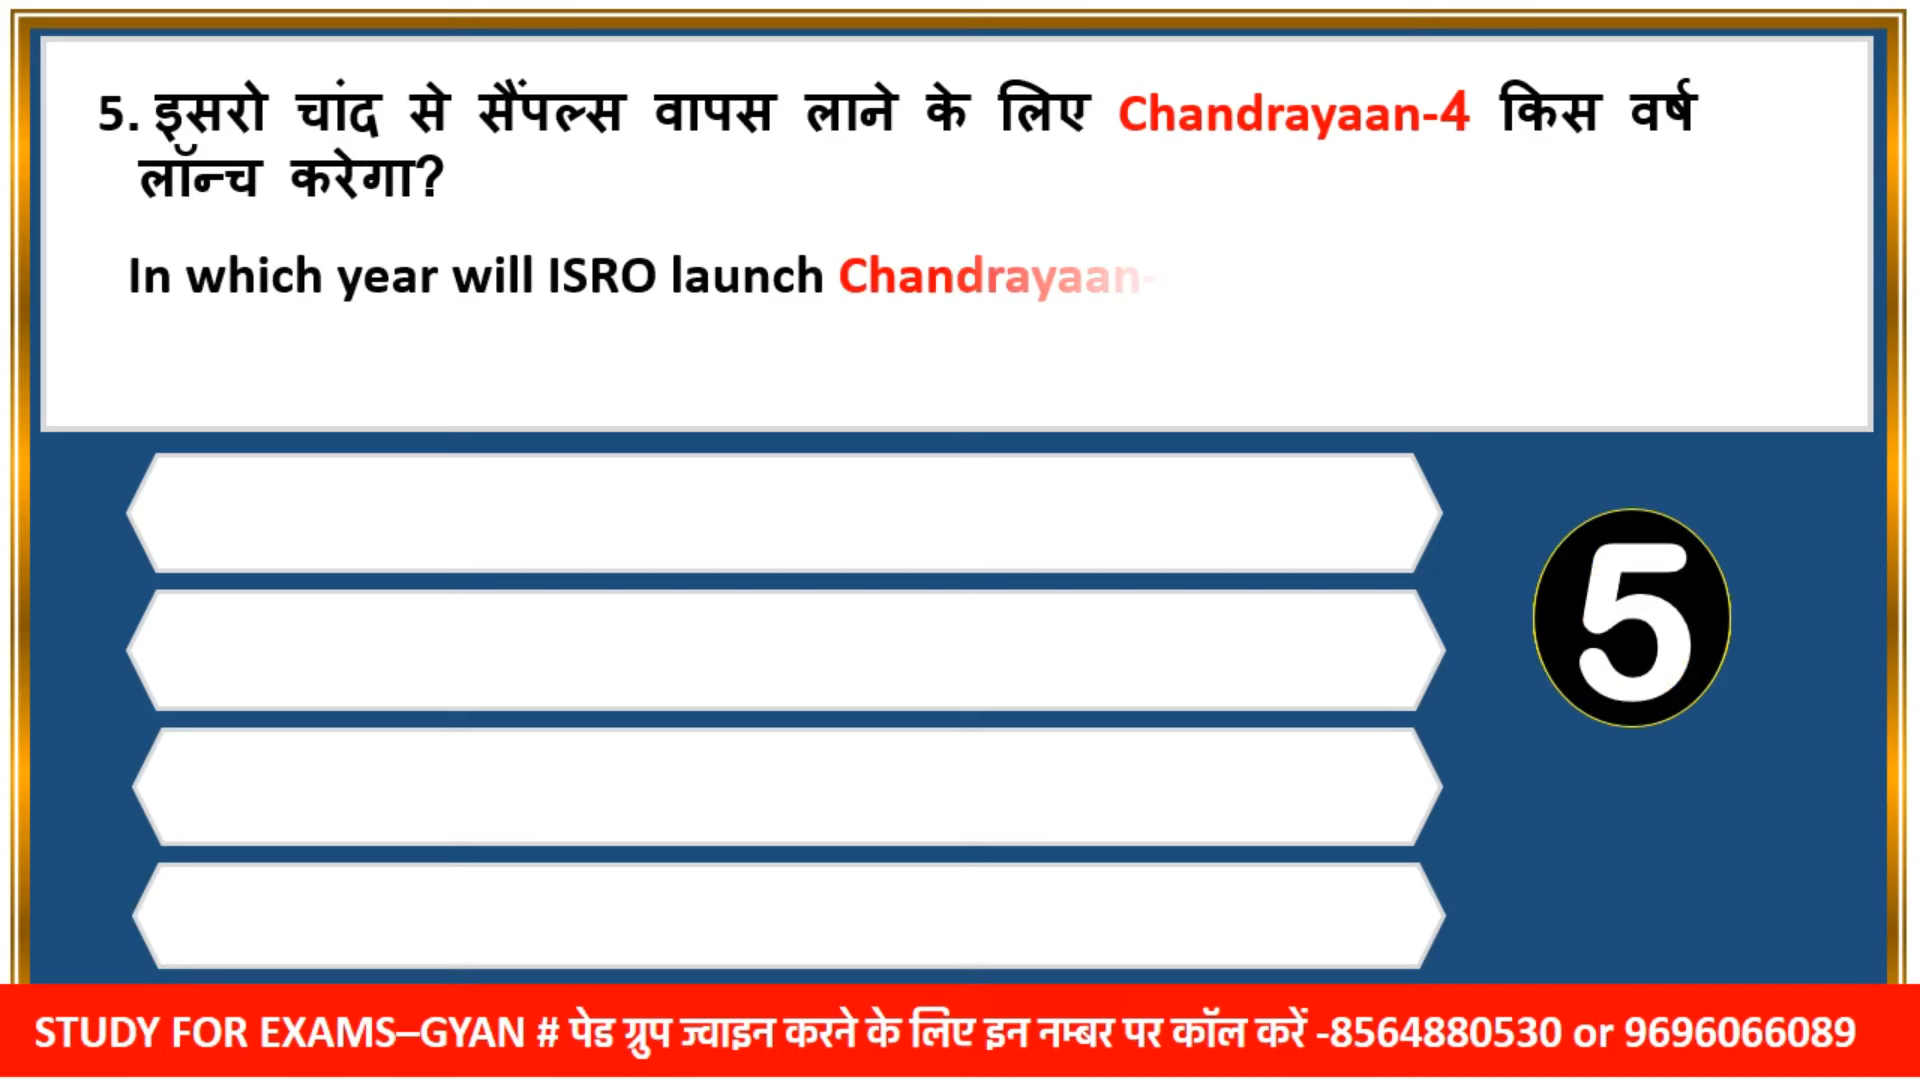 5. इसरो चांद से सैंपल्स वापस लाने के लिए Chandrayaan-4 किस वर्ष
लॉन्च करेगा?
In which year will ISRO launch Chandrayaan-
5
STUDY FOR EXAMS–GYAN # पेड ग्रुप ज्वाइन करने के लिए इन नम्बर पर कॉल करें -8564880530 or 9696066089